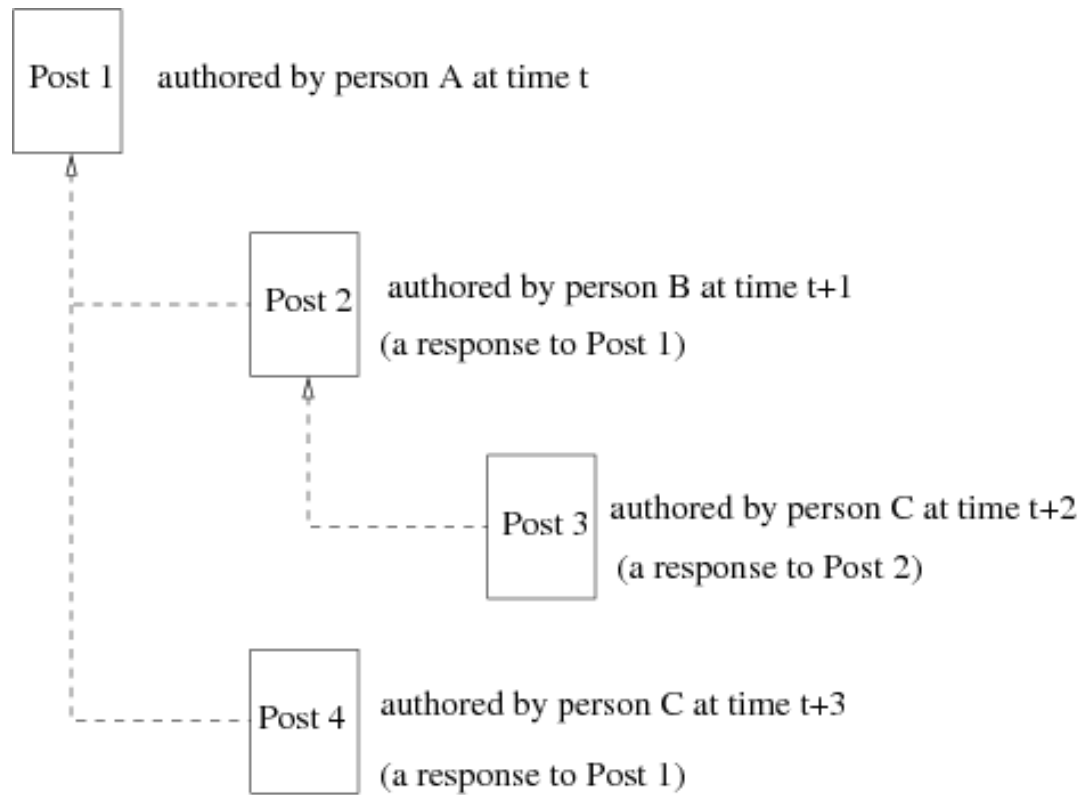 Post 1
authored by person A at time t
Post 2
authored by person B at time t+1
(a response to Post 1)
Post 3
authored by person C at time t+2
(a response to Post 2)
Post 4
authored by person C at time t+3
(a response to Post 1)